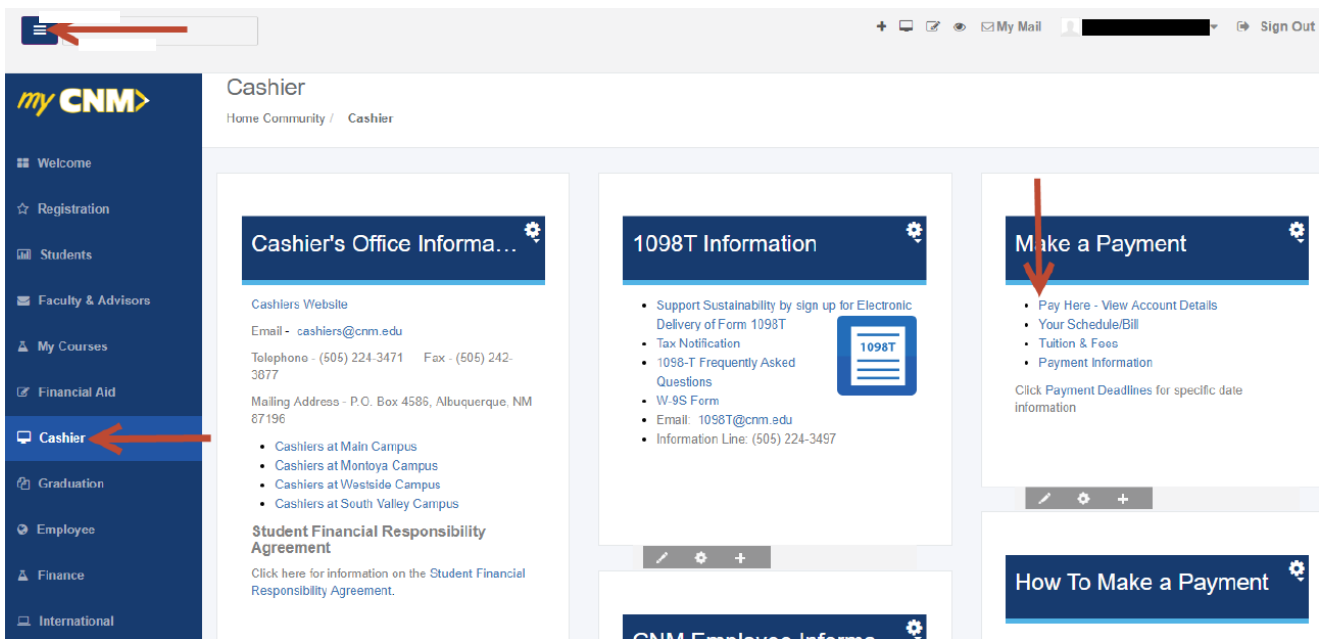 My Mail
Sign Out
my CNM
Cashier
Home Community / Cashier
Welcome
Registration
Students
Faculty & Advisors
My Courses
Financial Aid
Cashier
Graduation
Employee
Finance
International
Cashier's Office Informa...
Cashiers Website
Email - cashiers@cnm.edu
Telephone - (505) 224-3471 Fax - (505) 242-
3877
Mailing Address - P.O. Box 4586, Albuquerque, NM
87196
Cashiers at Main Campus
Cashiers at Montoya Campus
Cashiers at Westside Campus
Cashiers at South Valley Campus
Student Financial Responsibility
Agreement
Click here for information on the Student Financial
Responsibility Agreement.
1098T Information
Support Sustainability by sign up for Electronic
Delivery of Form 1098T
Tax Notification
1098-T Frequently Asked
Questions
W-9S Form
Email: 1098T@cnm.edu
Information Line: (505) 224-3497
1098T
CNM Employee Informa...
Make a Payment
Pay Here - View Account Details
Your Schedule/Bill
Tuition & Fees
Payment Information
Click Payment Deadlines for specific date
information
How To Make a Payment